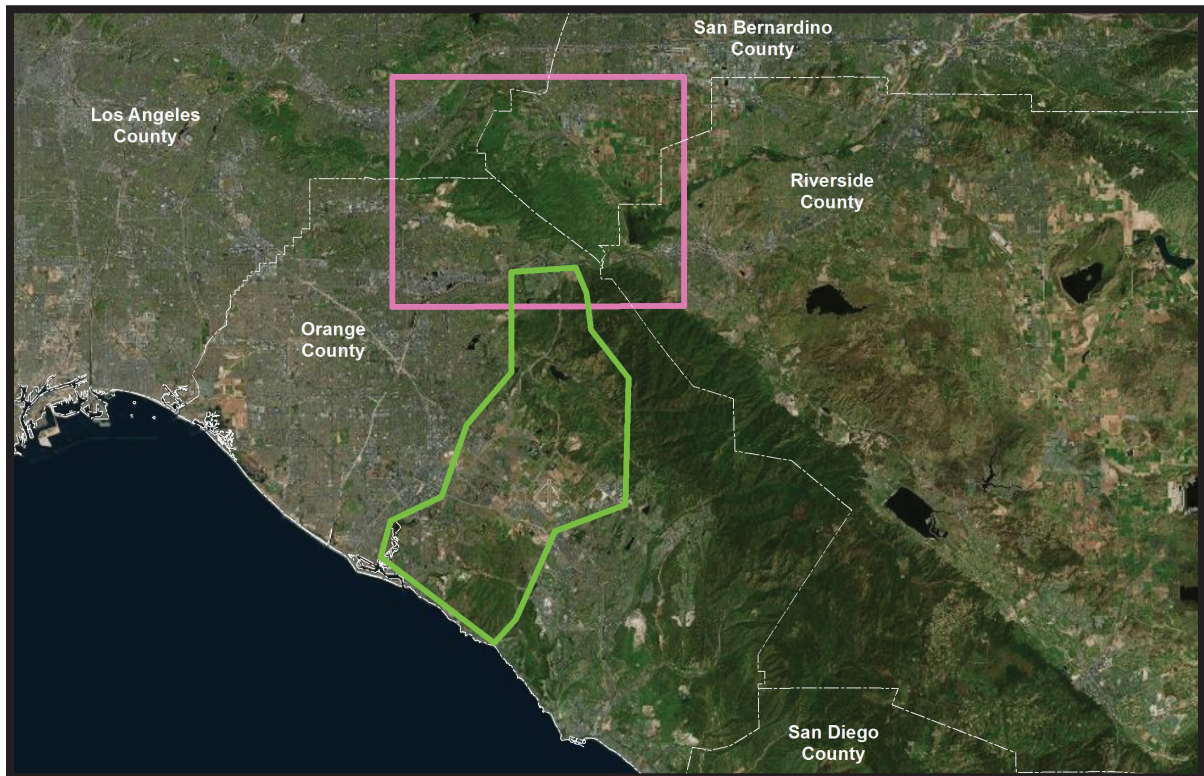 San Bernardino
County
Los Angeles
County
Riverside
County
Orange
County
San Diego
County